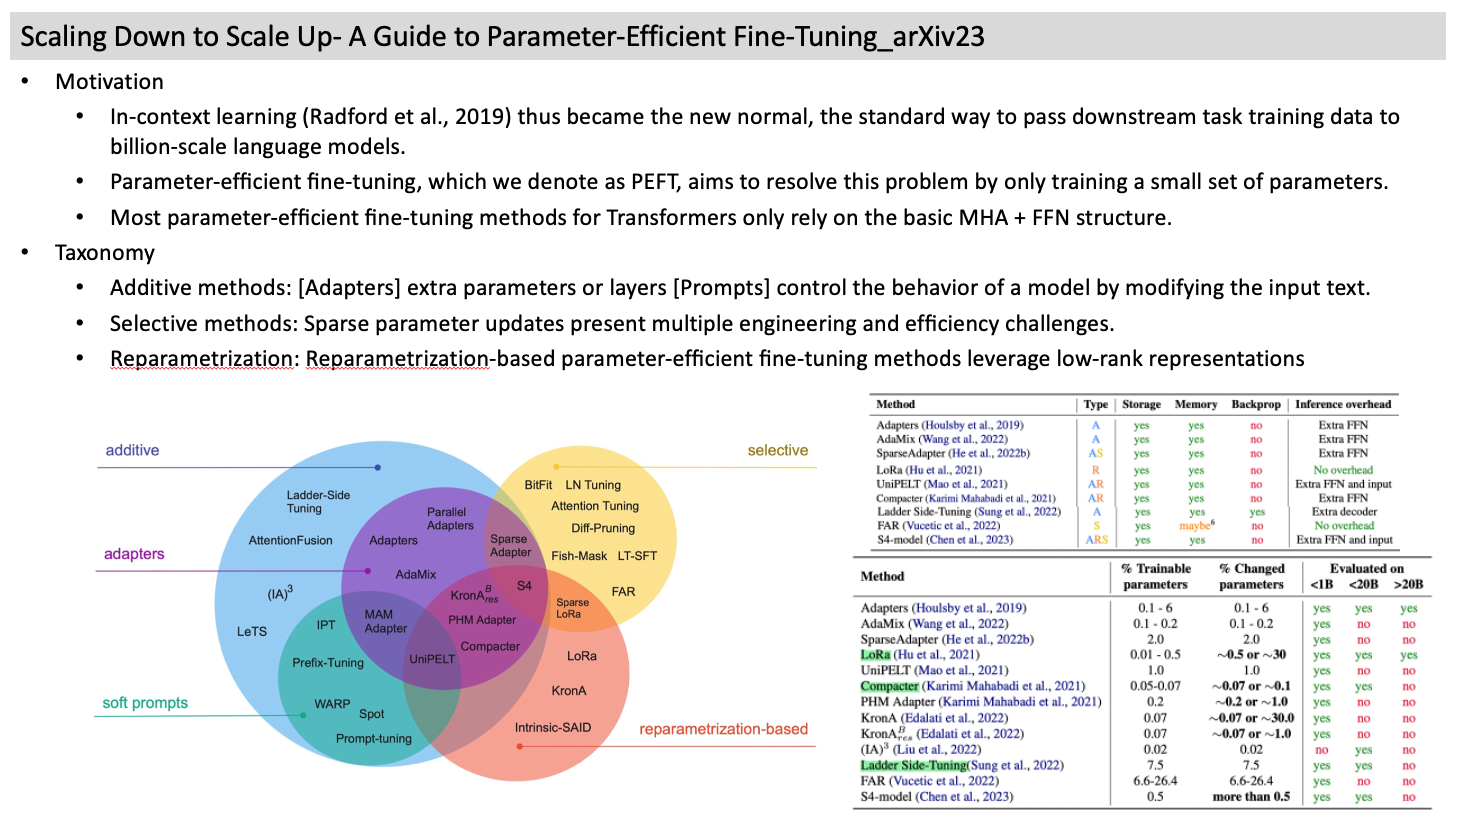 Scaling Down to Scale Up- A Guide to Parameter-Efficient Fine-Tuning_arXiv23
• Motivation
• In-context learning (Radford et al., 2019) thus became the new normal, the standard way to pass downstream task training data to
billion-scale language models.
• Parameter-efficient fine-tuning, which we denote as PEFT, aims to resolve this problem by only training a small set of parameters.
• Most parameter-efficient fine-tuning methods for Transformers only rely on the basic MHA + FFN structure.
• Taxonomy
• Additive methods: [Adapters] extra parameters or layers [Prompts] control the behavior of a model by modifying the input text.
• Selective methods: Sparse parameter updates present multiple engineering and efficiency challenges.
• Reparametrization: Reparametrization-based parameter-efficient fine-tuning methods leverage low-rank representations
additive
selective
adapters
soft prompts
reparametrization-based
Ladder-Side
Tuning
AttentionFusion
(IA)³
LeTS
Parallel
Adapters
Adapters
AdaMix
Sparse
Adapter
S4
KronA^B_res
PHM Adapter
Compacter
MAM
Adapter
UniPELT
IPT
Prefix-Tuning
WARP
Spot
Prompt-tuning
BitFit LN Tuning
Attention Tuning
Diff-Pruning
Fish-Mask LT-SFT
FAR
Sparse
LoRa
LoRa
KronA
Intrinsic-SAID
Method Type Storage Memory Backprop Inference overhead
Adapters (Houlsby et al., 2019) A yes yes no Extra FFN
AdaMix (Wang et al., 2022) A yes yes no Extra FFN
SparseAdapter (He et al., 2022b) AS yes yes no Extra FFN
LoRa (Hu et al., 2021) R yes yes no No overhead
UniPELT (Mao et al., 2021) AR yes yes no Extra FFN and input
Compacter (Karimi Mahabadi et al., 2021) AR yes yes no Extra FFN
Ladder Side-Tuning (Sung et al., 2022) A yes yes yes Extra decoder
FAR (Vucetic et al., 2022) S yes maybe⁶ no No overhead
S4-model (Chen et al., 2023) ARS yes yes no Extra FFN and input
Method % Trainable parameters % Changed parameters Evaluated on
<1B <20B >20B
Adapters (Houlsby et al., 2019) 0.1 - 6 0.1 - 6 yes yes yes
AdaMix (Wang et al., 2022) 0.1 - 0.2 0.1 - 0.2 yes no no
SparseAdapter (He et al., 2022b) 2.0 2.0 yes no no
LoRa (Hu et al., 2021) 0.01 - 0.5 ~0.5 or ~30 yes yes yes
UniPELT (Mao et al., 2021) 1.0 1.0 yes no no
Compacter (Karimi Mahabadi et al., 2021) 0.05-0.07 ~0.07 or ~0.1 yes yes no
PHM Adapter (Karimi Mahabadi et al., 2021) 0.2 ~0.2 or ~1.0 yes no no
KronA (Edalati et al., 2022) 0.07 ~0.07 or ~30.0 yes no no
KronA^B_res (Edalati et al., 2022) 0.07 ~0.07 or ~1.0 yes no no
(IA)³ (Liu et al., 2022) 0.02 0.02 no yes no
Ladder Side-Tuning(Sung et al., 2022) 7.5 7.5 yes yes no
FAR (Vucetic et al., 2022) 6.6-26.4 6.6-26.4 yes no no
S4-model (Chen et al., 2023) 0.5 more than 0.5 yes yes no